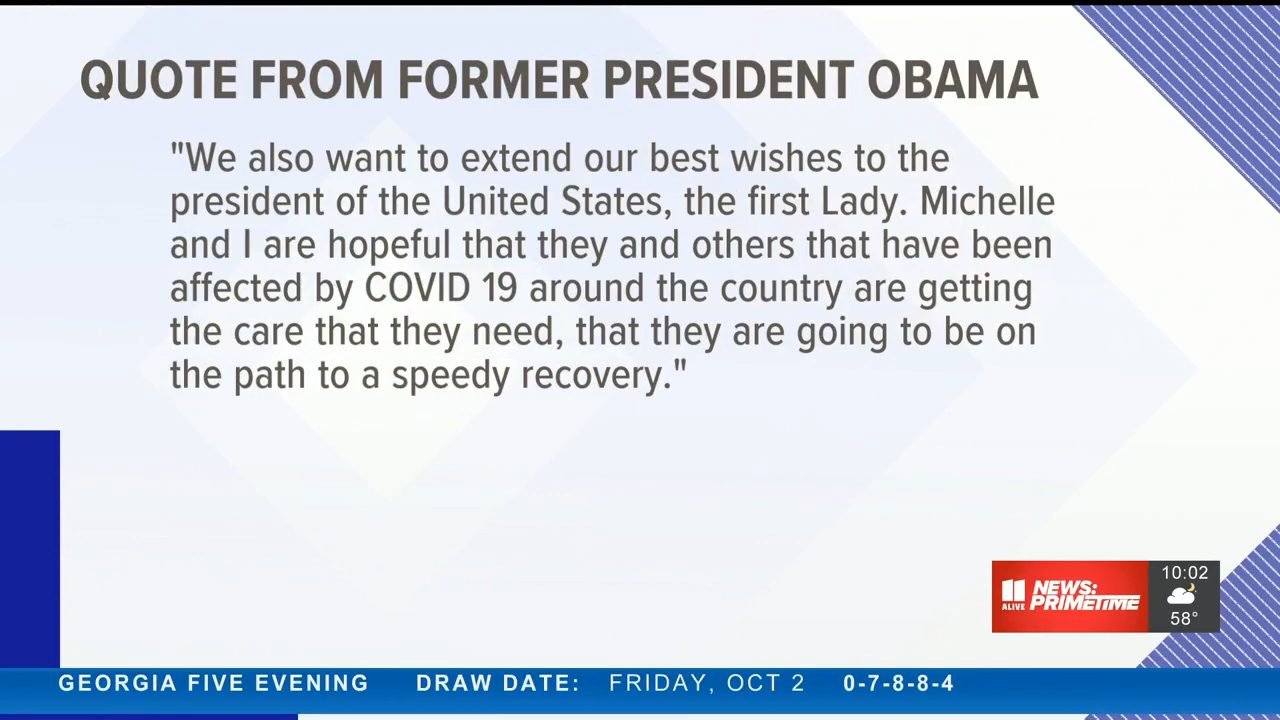 QUOTE FROM FORMER PRESIDENT OBAMA
"We also want to extend our best wishes to the
president of the United States, the first Lady. Michelle
and I are hopeful that they and others that have been
affected by COVID 19 around the country are getting
the care that they need, that they are going to be on
the path to a speedy recovery."
11 ALIVE NEWS: PRIMETIME
10:02
58°
GEORGIA FIVE EVENING DRAW DATE: FRIDAY, OCT 2 0-7-8-8-4